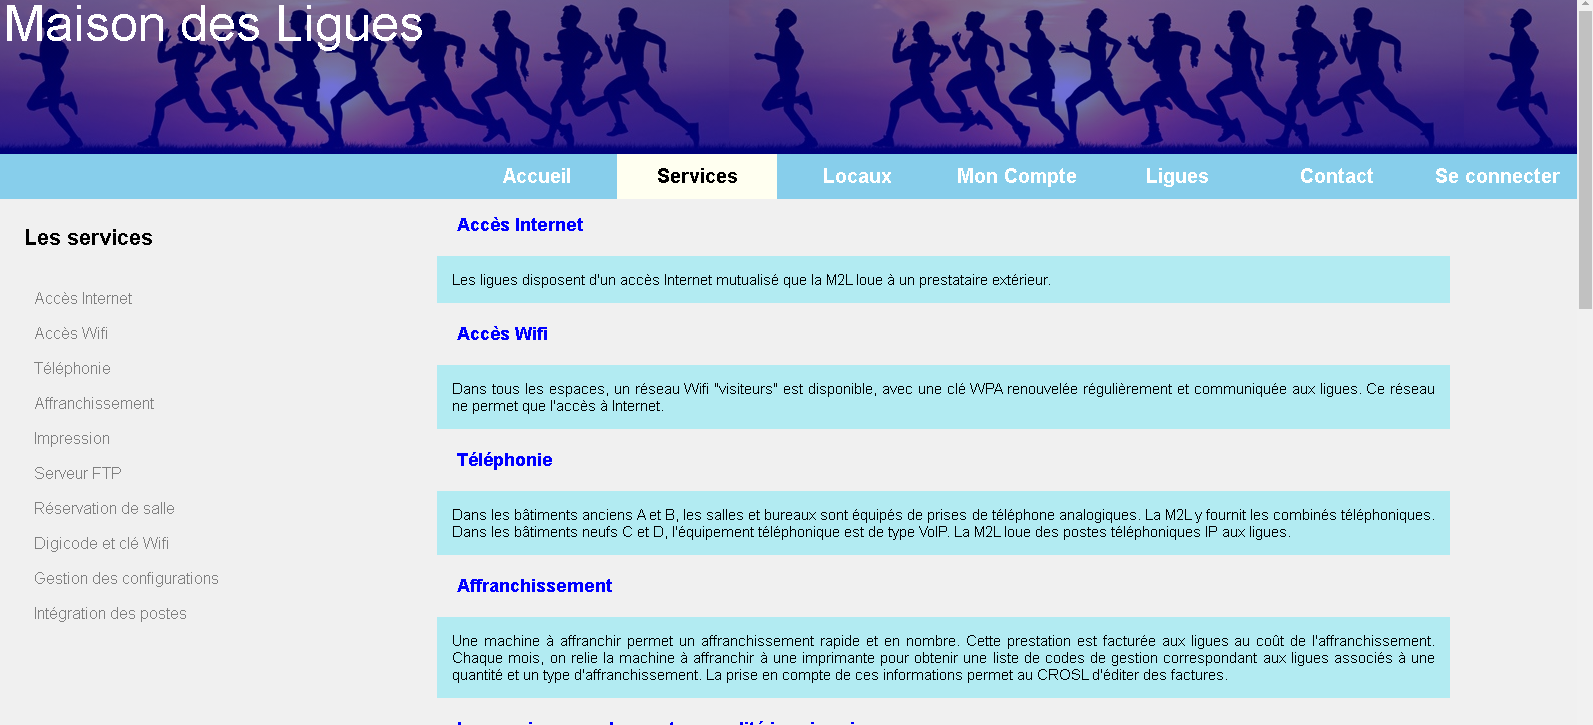 Maison des Ligues
Accueil Services Locaux Mon Compte Ligues Contact Se connecter
Les services
Accès Internet
Accès Wifi
Téléphonie
Affranchissement
Impression
Serveur FTP
Réservation de salle
Digicode et clé Wifi
Gestion des configurations
Intégration des postes
Accès Internet
Les ligues disposent d'un accès Internet mutualisé que la M2L loue à un prestataire extérieur.
Accès Wifi
Dans tous les espaces, un réseau Wifi "visiteurs" est disponible, avec une clé WPA renouvelée régulièrement et communiquée aux ligues. Ce réseau
ne permet que l'accès à Internet.
Téléphonie
Dans les bâtiments anciens A et B, les salles et bureaux sont équipés de prises de téléphone analogiques. La M2L y fournit les combinés téléphoniques.
Dans les bâtiments neufs C et D, l'équipement téléphonique est de type VoIP. La M2L loue des postes téléphoniques IP aux ligues.
Affranchissement
Une machine à affranchir permet un affranchissement rapide et en nombre. Cette prestation est facturée aux ligues au coût de l'affranchissement.
Chaque mois, on relie la machine à affranchir à une imprimante pour obtenir une liste de codes de gestion correspondant aux ligues associés à une
quantité et un type d'affranchissement. La prise en compte de ces informations permet au CROSL d'éditer des factures.